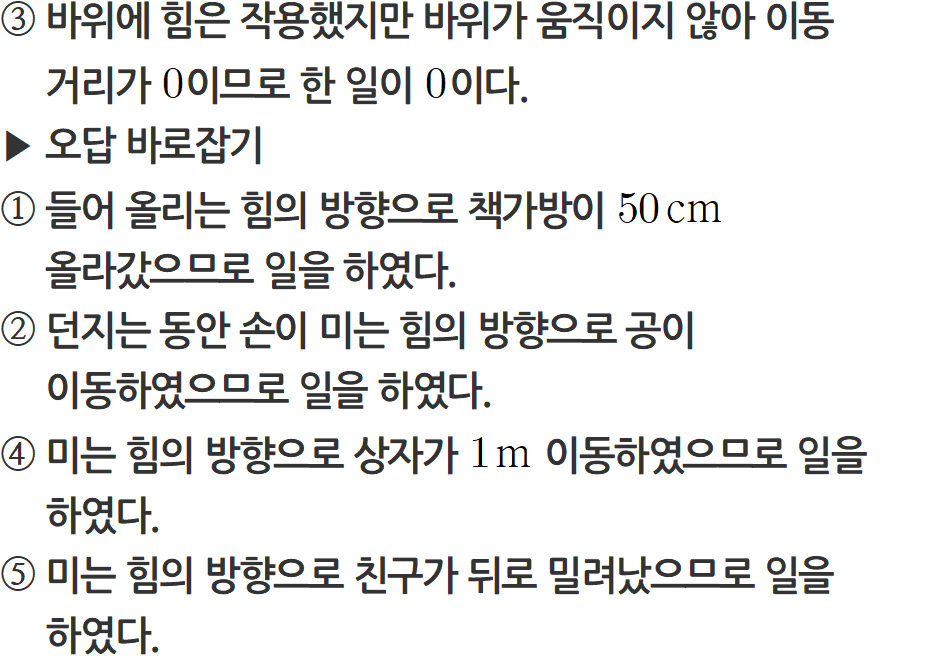 ③ 바위에 힘은 작용했지만 바위가 움직이지 않아 이동
거리가 0이므로 한 일이 0이다.
▶ 오답 바로잡기
① 들어 올리는 힘의 방향으로 책가방이 50 cm
올라갔으므로 일을 하였다.
② 던지는 동안 손이 미는 힘의 방향으로 공이
이동하였으므로 일을 하였다.
④ 미는 힘의 방향으로 상자가 1 m 이동하였으므로 일을
하였다.
⑤ 미는 힘의 방향으로 친구가 뒤로 밀려났으므로 일을
하였다.